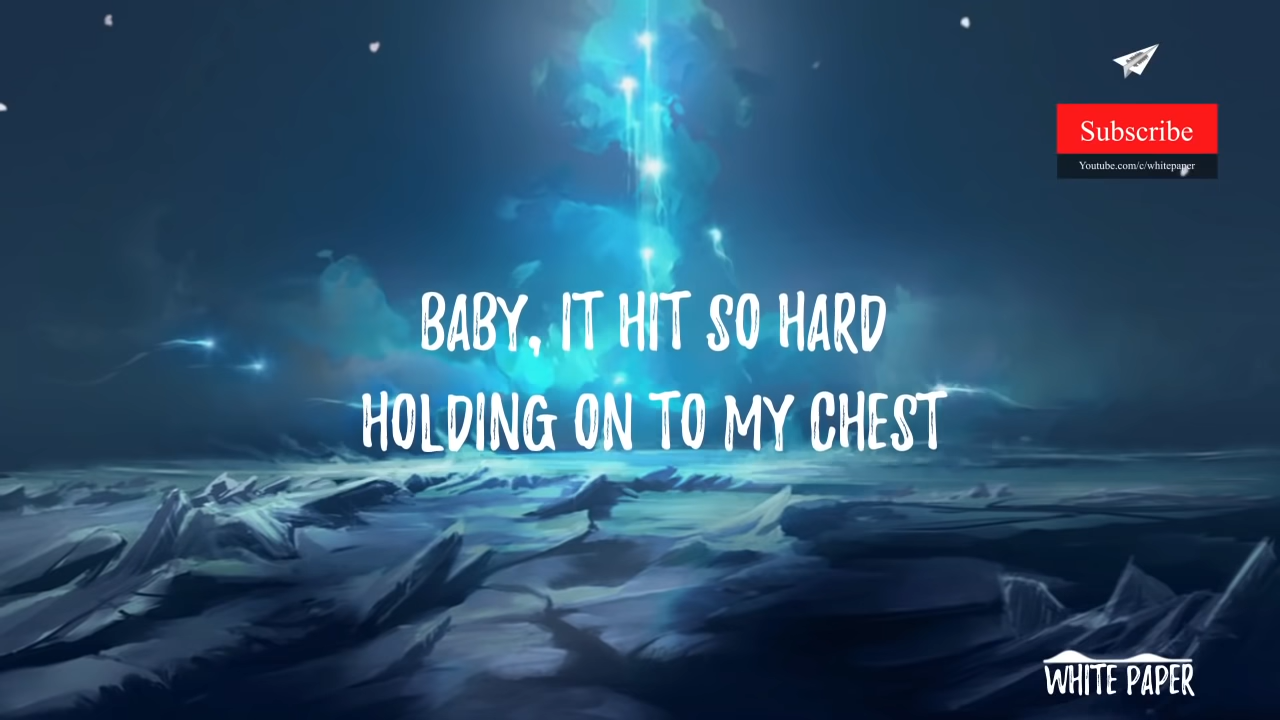 Subscribe
Youtube.com/c/whitepaper
BABY, IT HIT SO HARD
HOLDING ON TO MY CHEST
WHITE PAPER